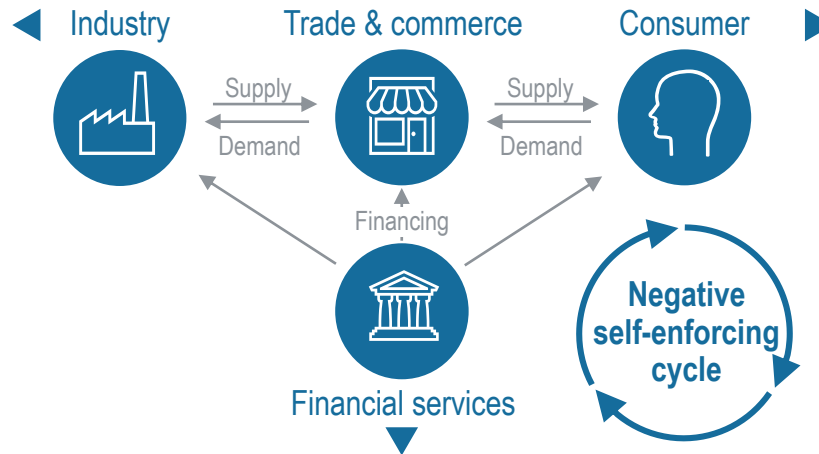 Industry
Trade & commerce
Consumer
Supply
Supply
Demand
Demand
Financing
Negative
self-enforcing
cycle
Financial services